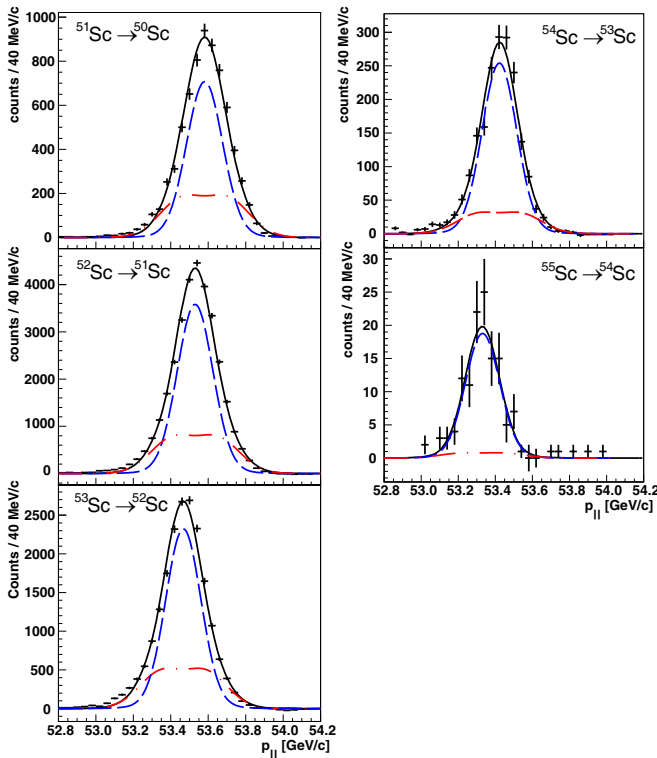 51Sc → 50Sc
counts / 40 MeV/c
1000
800
600
400
200
0
52Sc → 51Sc
counts / 40 MeV/c
4000
3000
2000
1000
0
53Sc → 52Sc
Counts / 40 MeV/c
2500
2000
1500
1000
500
0
52.8 53.0 53.2 53.4 53.6 53.8 54.0 54.2
p|| [GeV/c]
54Sc → 53Sc
counts / 40 MeV/c
300
250
200
150
100
50
0
55Sc → 54Sc
counts / 40 MeV/c
30
25
20
15
10
5
0
52.8 53.0 53.2 53.4 53.6 53.8 54.0 54.2
p|| [GeV/c]